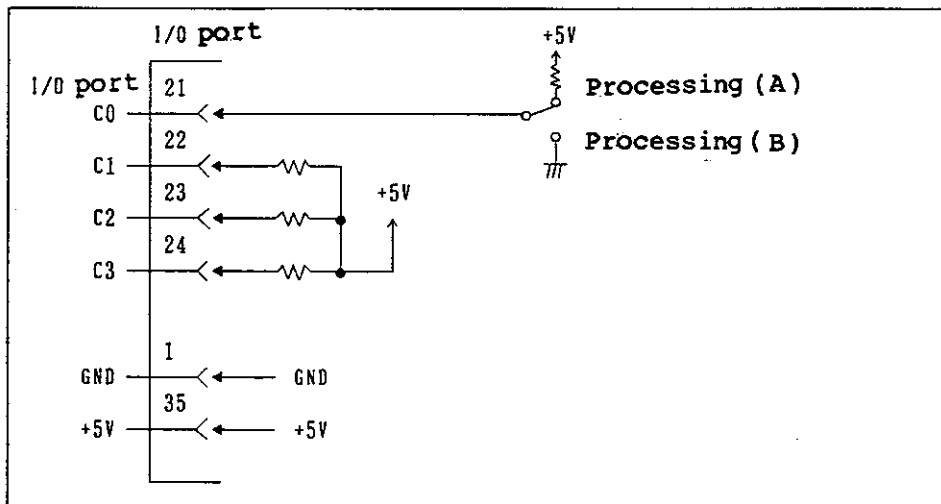 I/O port
I/O port
+5V
Processing (A)
21
C0
Processing (B)
22
C1
+5V
23
C2
24
C3
1
GND
GND
35
+5V
+5V